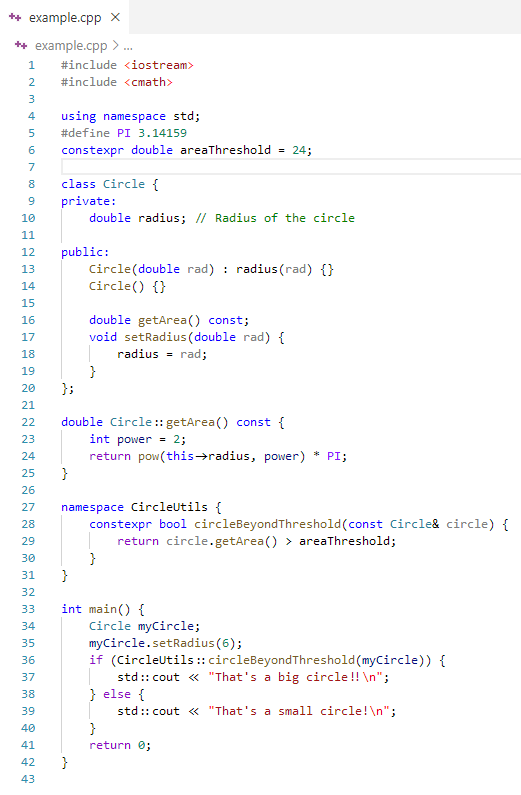 example.cpp ×
example.cpp > ...
1 #include <iostream>
2 #include <cmath>
3
4 using namespace std;
5 #define PI 3.14159
6 constexpr double areaThreshold = 24;
7
8 class Circle {
9 private:
10     double radius; // Radius of the circle
11
12 public:
13     Circle(double rad) : radius(rad) {}
14     Circle() {}
15
16     double getArea() const;
17     void setRadius(double rad) {
18         radius = rad;
19     }
20 };
21
22 double Circle::getArea() const {
23     int power = 2;
24     return pow(this->radius, power) * PI;
25 }
26
27 namespace CircleUtils {
28     constexpr bool circleBeyondThreshold(const Circle& circle) {
29         return circle.getArea() > areaThreshold;
30     }
31 }
32
33 int main() {
34     Circle myCircle;
35     myCircle.setRadius(6);
36     if (CircleUtils::circleBeyondThreshold(myCircle)) {
37         std::cout << "That's a big circle!!\n";
38     } else {
39         std::cout << "That's a small circle!\n";
40     }
41     return 0;
42 }
43